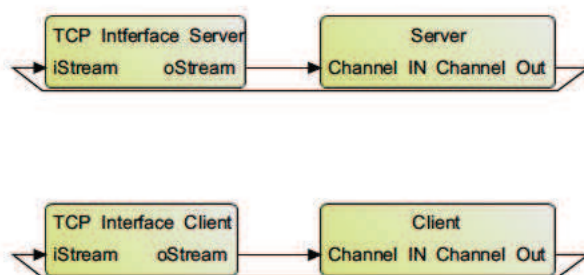 TCP Intferface Server
iStream oStream
Server
Channel IN Channel Out
TCP Interface Client
iStream oStream
Client
Channel IN Channel Out